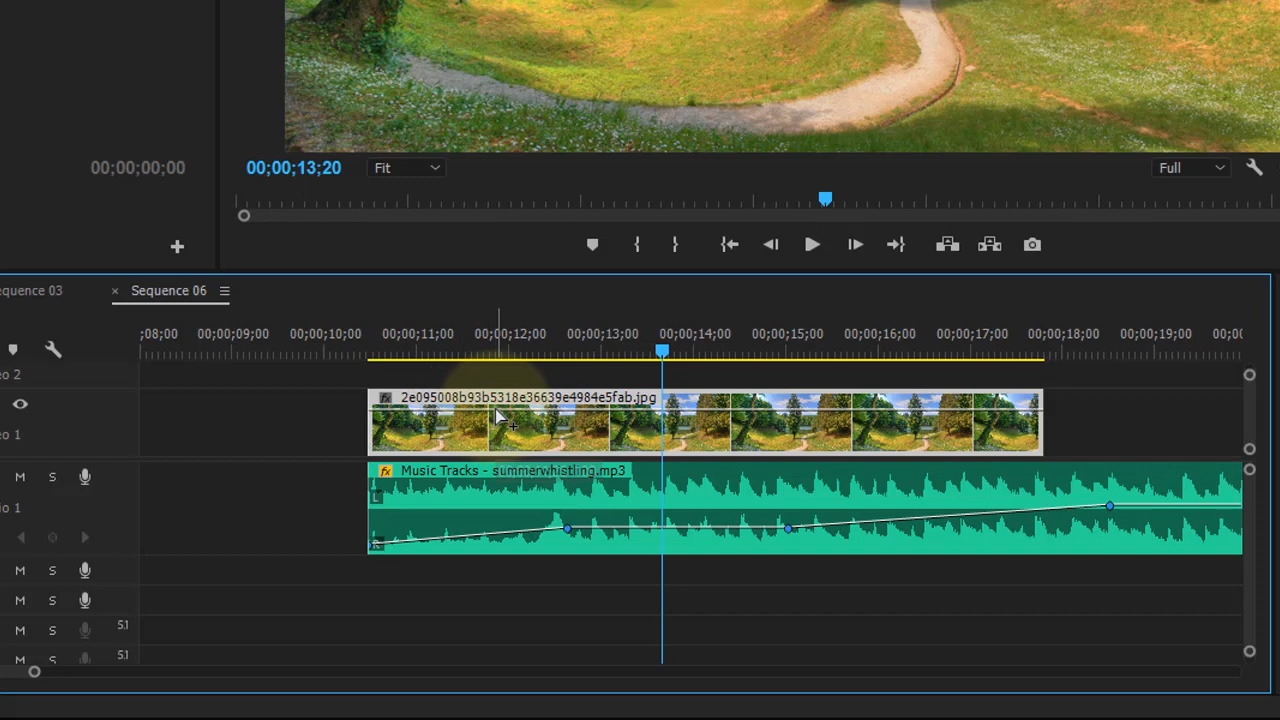 00;00;00;00
00;00;13;20
Fit
Full
equence 03
× Sequence 06
;08;00 00;00;09;00 00;00;10;00 00;00;11;00 00;00;12;00 00;00;13;00 00;00;14;00 00;00;15;00 00;00;16;00 00;00;17;00 00;00;18;00 00;00;19;00 00;0
eo 2
fx 2e095008b93b5318e36639e4984e5fab.jpg
eo 1
M S
fx Music Tracks - summerwhistling.mp3
L
io 1
R
M S
M S
M S 5.1
M S 5.1